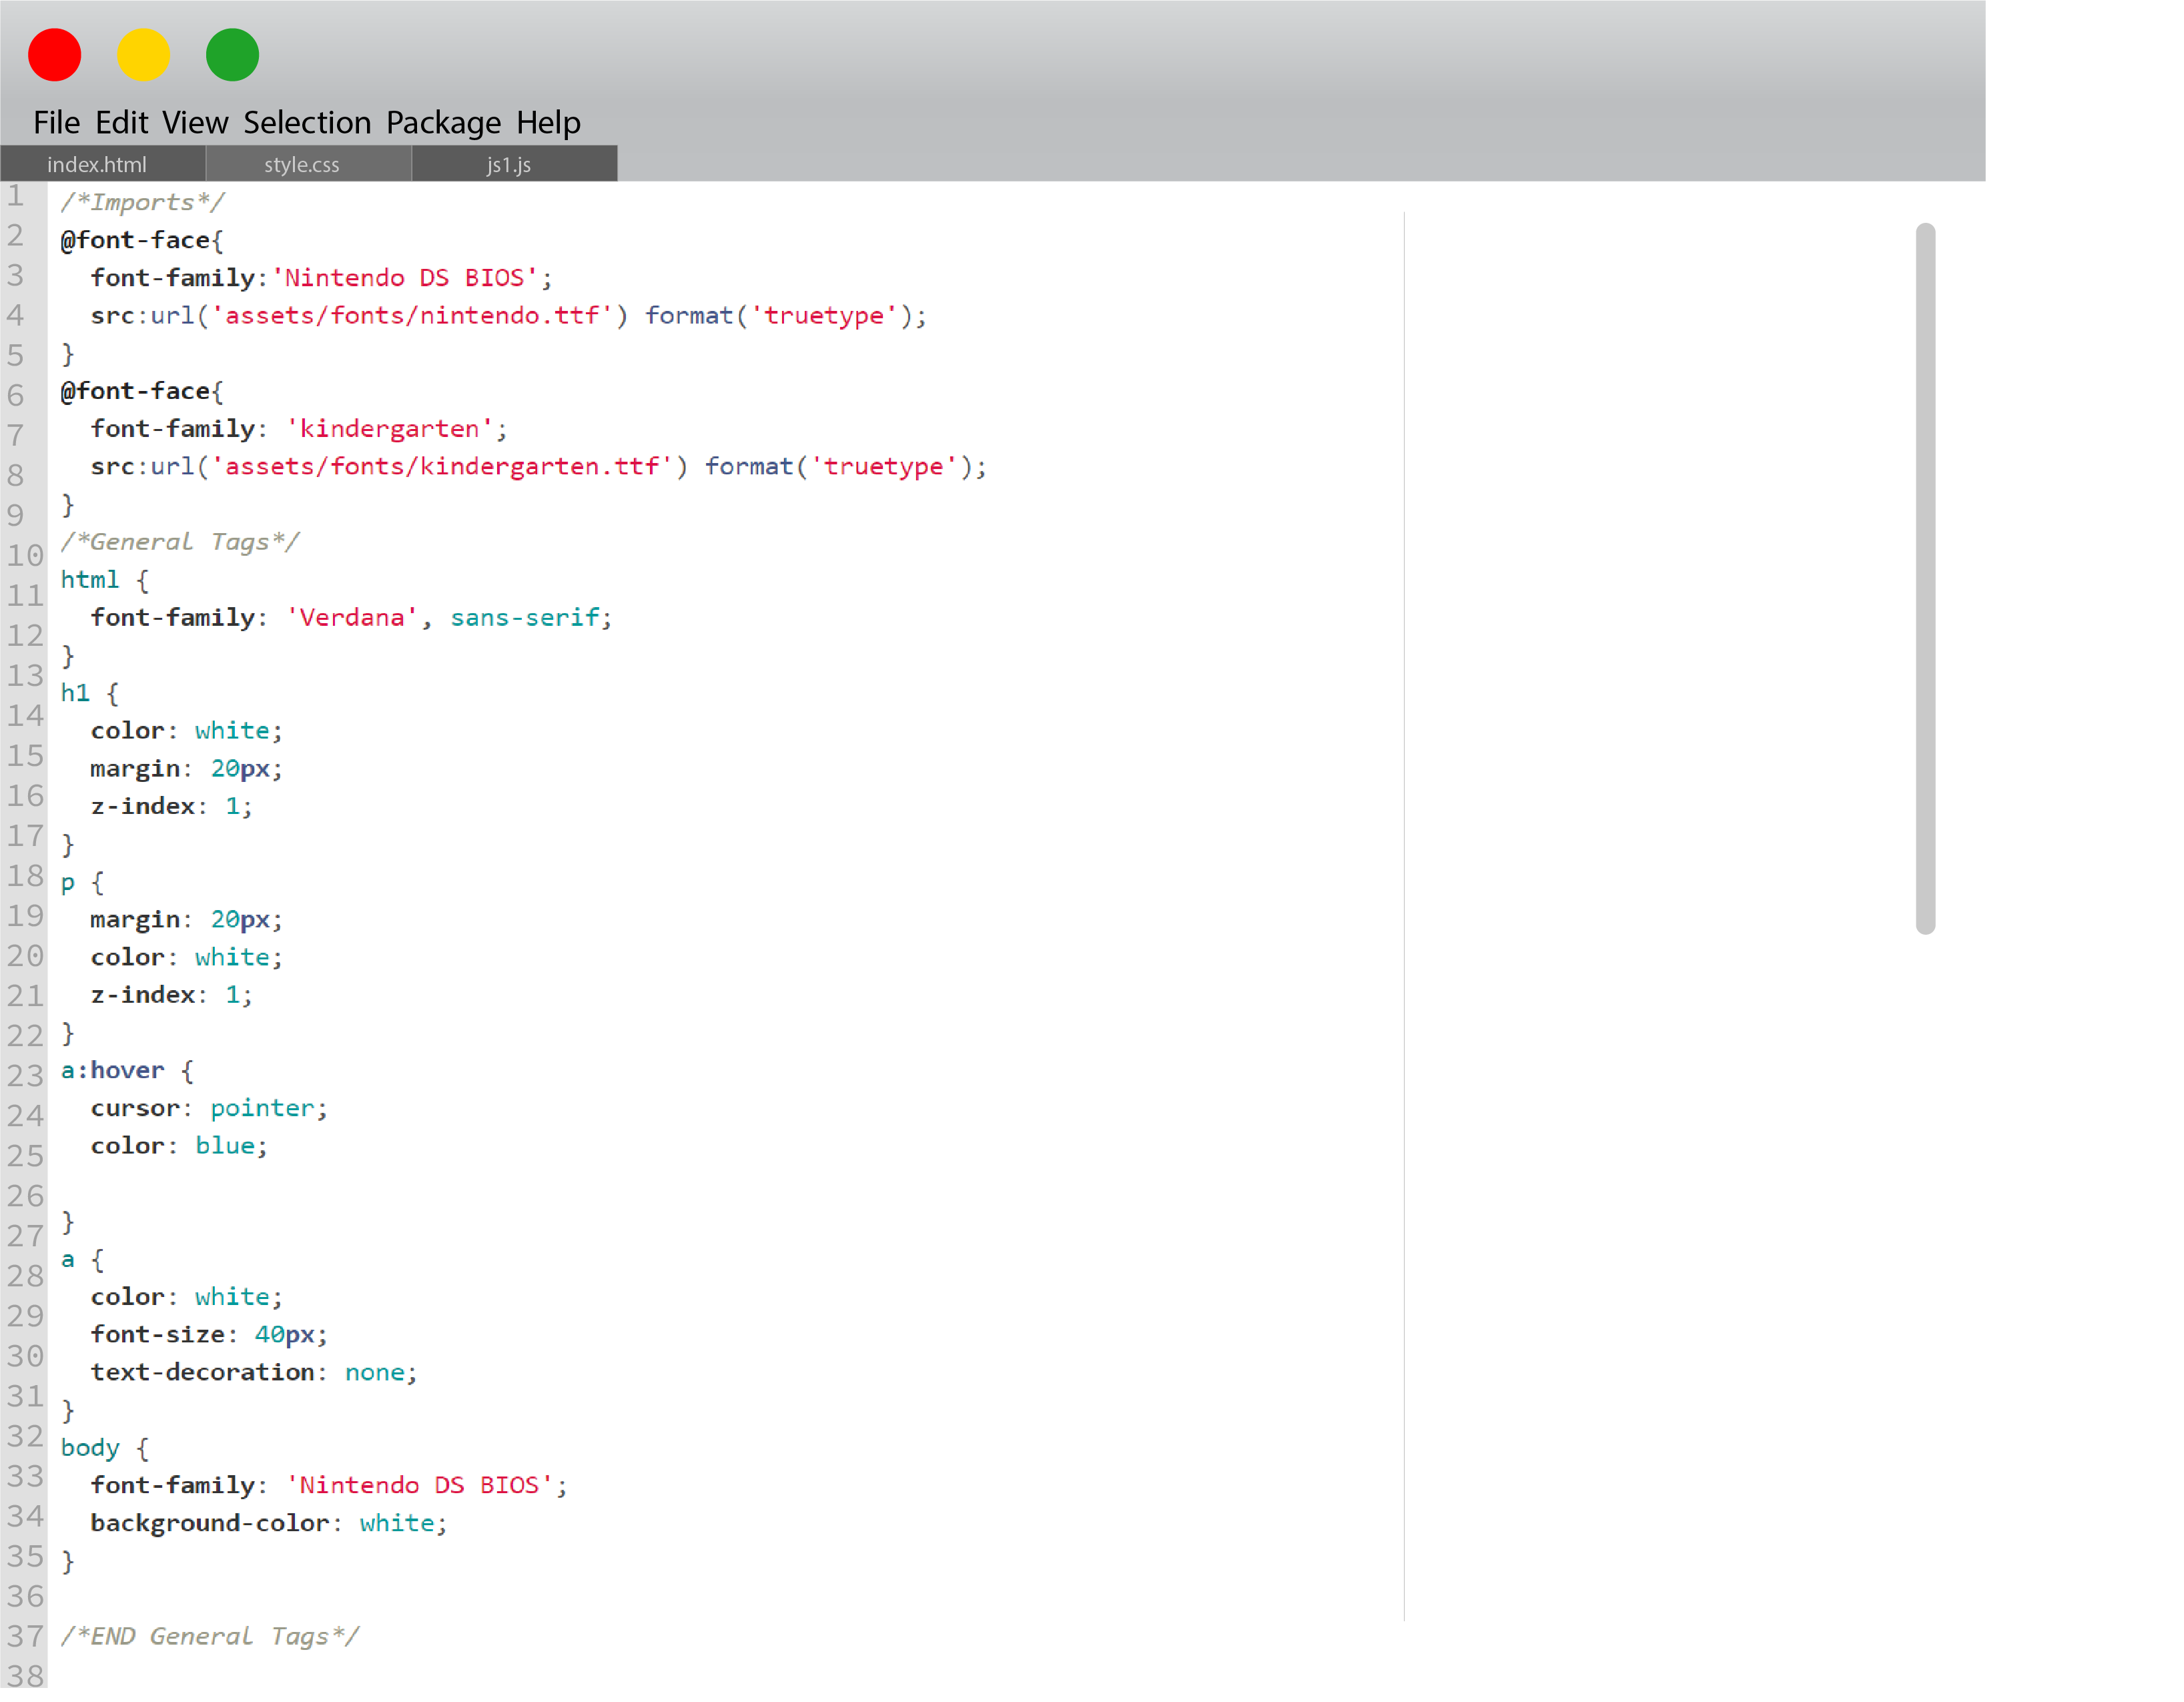 File Edit View Selection Package Help
index.html style.css js1.js
1 /*Imports*/
2 @font-face{
3   font-family:'Nintendo DS BIOS';
4   src:url('assets/fonts/nintendo.ttf') format('truetype');
5 }
6 @font-face{
7   font-family: 'kindergarten';
8   src:url('assets/fonts/kindergarten.ttf') format('truetype');
9 }
10 /*General Tags*/
11 html {
12   font-family: 'Verdana', sans-serif;
13 }
14 h1 {
15   color: white;
16   margin: 20px;
17   z-index: 1;
18 }
19 p {
20   margin: 20px;
21   color: white;
22   z-index: 1;
23 }
24 a:hover {
25   cursor: pointer;
26   color: blue;
27
28 }
29 a {
30   color: white;
31   font-size: 40px;
32   text-decoration: none;
33 }
34 body {
35   font-family: 'Nintendo DS BIOS';
36   background-color: white;
37 }
38
/*END General Tags*/